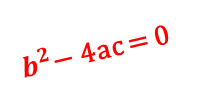 b² – 4ac = 0